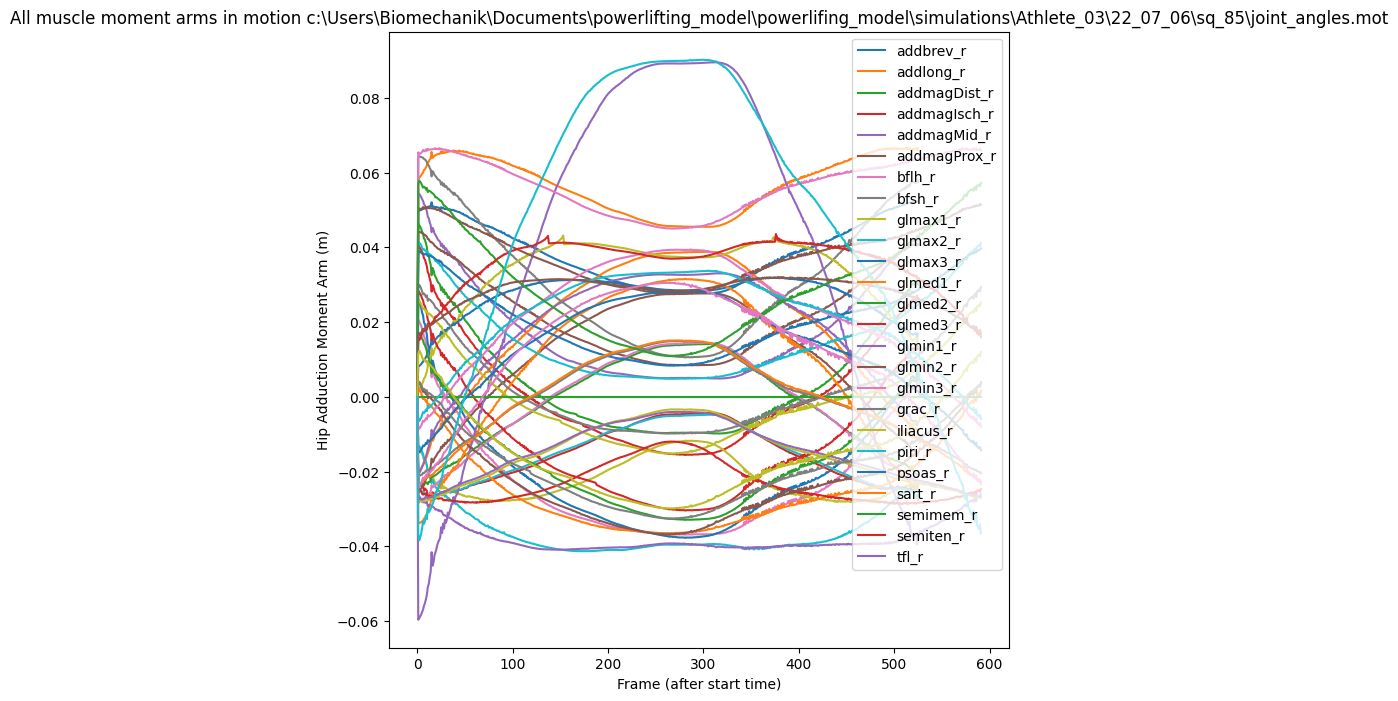 All muscle moment arms in motion c:\Users\Biomechanik\Documents\powerlifting_model\powerlifing_model\simulations\Athlete_03\22_07_06\sq_85\joint_angles.mot
Hip Adduction Moment Arm (m)
0.08
0.06
0.04
0.02
0.00
−0.02
−0.04
−0.06
addbrev_r
addlong_r
addmagDist_r
addmagIsch_r
addmagMid_r
addmagProx_r
bflh_r
bfsh_r
glmax1_r
glmax2_r
glmax3_r
glmed1_r
glmed2_r
glmed3_r
glmin1_r
glmin2_r
glmin3_r
grac_r
iliacus_r
piri_r
psoas_r
sart_r
semimem_r
semiten_r
tfl_r
0 100 200 300 400 500 600
Frame (after start time)